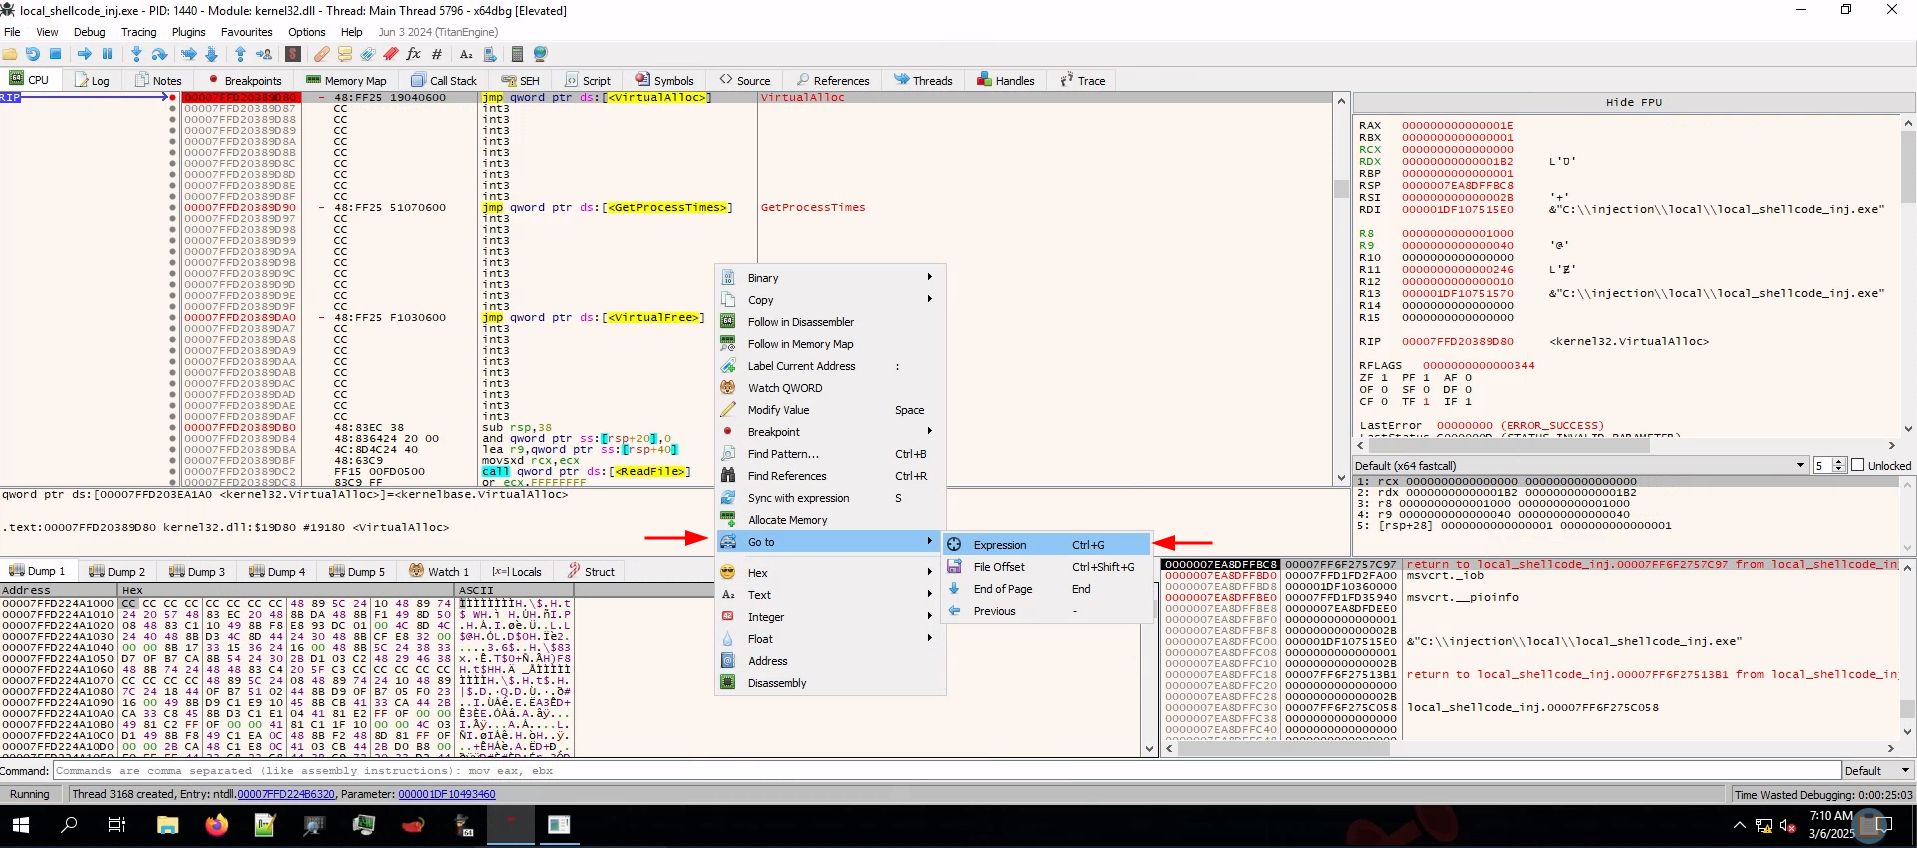 local_shellcode_inj.exe - PID: 1440 - Module: kernel32.dll - Thread: Main Thread 5796 - x64dbg [Elevated]
File View Debug Tracing Plugins Favourites Options Help Jun 3 2024 (TitanEngine)
CPU Log Notes Breakpoints Memory Map Call Stack SEH Script Symbols Source References Threads Handles Trace
RIP
00007FFD20389D80 - 48:FF25 19040600 jmp qword ptr ds:[<VirtualAlloc>] VirtualAlloc
00007FFD20389D87 CC int3
00007FFD20389D88 CC int3
00007FFD20389D89 CC int3
00007FFD20389D8A CC int3
00007FFD20389D8B CC int3
00007FFD20389D8C CC int3
00007FFD20389D8D CC int3
00007FFD20389D8E CC int3
00007FFD20389D8F CC int3
00007FFD20389D90 - 48:FF25 51070600 jmp qword ptr ds:[<GetProcessTimes>] GetProcessTimes
00007FFD20389D97 CC int3
00007FFD20389D98 CC int3
00007FFD20389D99 CC int3
00007FFD20389D9A CC int3
00007FFD20389D9B CC int3
00007FFD20389D9C CC int3
00007FFD20389D9D CC int3
00007FFD20389D9E CC int3
00007FFD20389D9F CC int3
00007FFD20389DA0 - 48:FF25 F1030600 jmp qword ptr ds:[<VirtualFree>]
00007FFD20389DA7 CC int3
00007FFD20389DA8 CC int3
00007FFD20389DA9 CC int3
00007FFD20389DAA CC int3
00007FFD20389DAB CC int3
00007FFD20389DAC CC int3
00007FFD20389DAD CC int3
00007FFD20389DAE CC int3
00007FFD20389DAF CC int3
00007FFD20389DB0 48:83EC 38 sub rsp,38
00007FFD20389DB4 48:836424 20 00 and qword ptr ss:[rsp+20],0
00007FFD20389DBA 4C:8D4C24 40 lea r9,qword ptr ss:[rsp+40]
00007FFD20389DBF 48:63C9 movsxd rcx,ecx
00007FFD20389DC2 FF15 00FD0500 call qword ptr ds:[<ReadFile>]
00007FFD20389DC8 83C9 FF or ecx,FFFFFFFF
qword ptr ds:[00007FFD203EA1A0 <kernel32.VirtualAlloc>]=<kernelbase.VirtualAlloc>
.text:00007FFD20389D80 kernel32.dll:$19D80 #19180 <VirtualAlloc>
Binary
Copy
Follow in Disassembler
Follow in Memory Map
Label Current Address :
Watch QWORD
Modify Value Space
Breakpoint
Find Pattern... Ctrl+B
Find References Ctrl+R
Sync with expression S
Allocate Memory
Go to
Hex
Text
Integer
Float
Address
Disassembly
Expression Ctrl+G
File Offset Ctrl+Shift+G
End of Page End
Previous -
Hide FPU
RAX 000000000000001E
RBX 0000000000000001
RCX 0000000000000000
RDX 00000000000001B2 L'Ʋ'
RBP 0000000000000001
RSP 0000007EA8DFFBC8
RSI 000000000000002B '+'
RDI 000001DF107515E0 &"C:\\injection\\local\\local_shellcode_inj.exe"
R8 0000000000001000
R9 0000000000000040 '@'
R10 0000000000000000
R11 0000000000000246 L'Ɇ'
R12 0000000000000010
R13 000001DF10751570 &"C:\\injection\\local\\local_shellcode_inj.exe"
R14 0000000000000000
R15 0000000000000000
RIP 00007FFD20389D80 <kernel32.VirtualAlloc>
RFLAGS 0000000000000344
ZF 1 PF 1 AF 0
OF 0 SF 0 DF 0
CF 0 TF 1 IF 1
LastError 00000000 (ERROR_SUCCESS)
LastStatus C000000D (STATUS_INVALID_PARAMETER)
Default (x64 fastcall) 5 Unlocked
1: rcx 0000000000000000 0000000000000000
2: rdx 00000000000001B2 00000000000001B2
3: r8 0000000000001000 0000000000001000
4: r9 0000000000000040 0000000000000040
5: [rsp+28] 0000000000000001 0000000000000001
Dump 1 Dump 2 Dump 3 Dump 4 Dump 5 Watch 1 [x=] Locals Struct
Address Hex ASCII
00007FFD224A1000 CC CC CC CC CC CC CC CC 48 89 5C 24 10 48 89 74
00007FFD224A1010 24 20 57 48 83 EC 20 48 8B DA 48 8B F1 49 8D 50
00007FFD224A1020 08 48 83 C1 10 49 8B F8 E8 93 DC 01 00 4C 8D 4C
00007FFD224A1030 24 40 48 8B D3 4C 8D 44 24 30 48 8B CF E8 32 00
00007FFD224A1040 00 00 8B 17 33 15 36 24 16 00 48 8B 5C 24 38 33
00007FFD224A1050 D7 0F B7 CA 8B 54 24 30 2B D1 03 C2 48 29 46 38
00007FFD224A1060 48 8B 74 24 48 48 83 C4 20 5F C3 CC CC CC CC CC
00007FFD224A1070 CC CC CC CC 48 89 5C 24 08 48 89 74 24 10 48 89
00007FFD224A1080 7C 24 18 44 0F B7 51 02 44 8B D9 0F B7 05 F0 23
00007FFD224A1090 16 00 49 8B D9 C1 E9 10 45 8B CB 41 33 CA 44 2B
00007FFD224A10A0 CA 33 C4 45 8B D3 C1 E1 04 41 81 E2 FF 0F 00 00
00007FFD224A10B0 49 81 C2 FF 0F 00 00 41 81 C1 1F 10 00 00 4C 03
00007FFD224A10C0 D1 49 8B F8 49 C1 EA 0C 48 8B F2 48 8D 81 FF 0F
00007FFD224A10D0 00 00 2B CA 48 C1 E8 0C 41 03 CB 44 2B D0 B8 00
0000007EA8DFFBC8 00007FF6F2757C97 return to local_shellcode_inj.00007FF6F2757C97 from local_shellcode_in
0000007EA8DFFBD0 00007FFD1FD2FA00 msvcrt._iob
0000007EA8DFFBD8 000001DF10360000
0000007EA8DFFBE0 00007FFD1FD35940 msvcrt.__pioinfo
0000007EA8DFFBE8 0000007EA8DFDEE0
0000007EA8DFFBF0 0000000000000001
0000007EA8DFFBF8 000000000000002B
0000007EA8DFFC00 000001DF107515E0 &"C:\\injection\\local\\local_shellcode_inj.exe"
0000007EA8DFFC08 0000000000000001
0000007EA8DFFC10 000000000000002B
0000007EA8DFFC18 00007FF6F27513B1 return to local_shellcode_inj.00007FF6F27513B1 from local_shellcode_in
0000007EA8DFFC20 0000000000000000
0000007EA8DFFC28 000000000000002B
0000007EA8DFFC30 00007FF6F275C058 local_shellcode_inj.00007FF6F275C058
0000007EA8DFFC38 0000000000000000
0000007EA8DFFC40 0000000000000000
Command: Commands are comma separated (like assembly instructions): mov eax, ebx Default
Running Thread 3168 created, Entry: ntdll.00007FFD224B6320, Parameter: 000001DF10493460 Time Wasted Debugging: 0:00:25:03
7:10 AM
3/6/2025